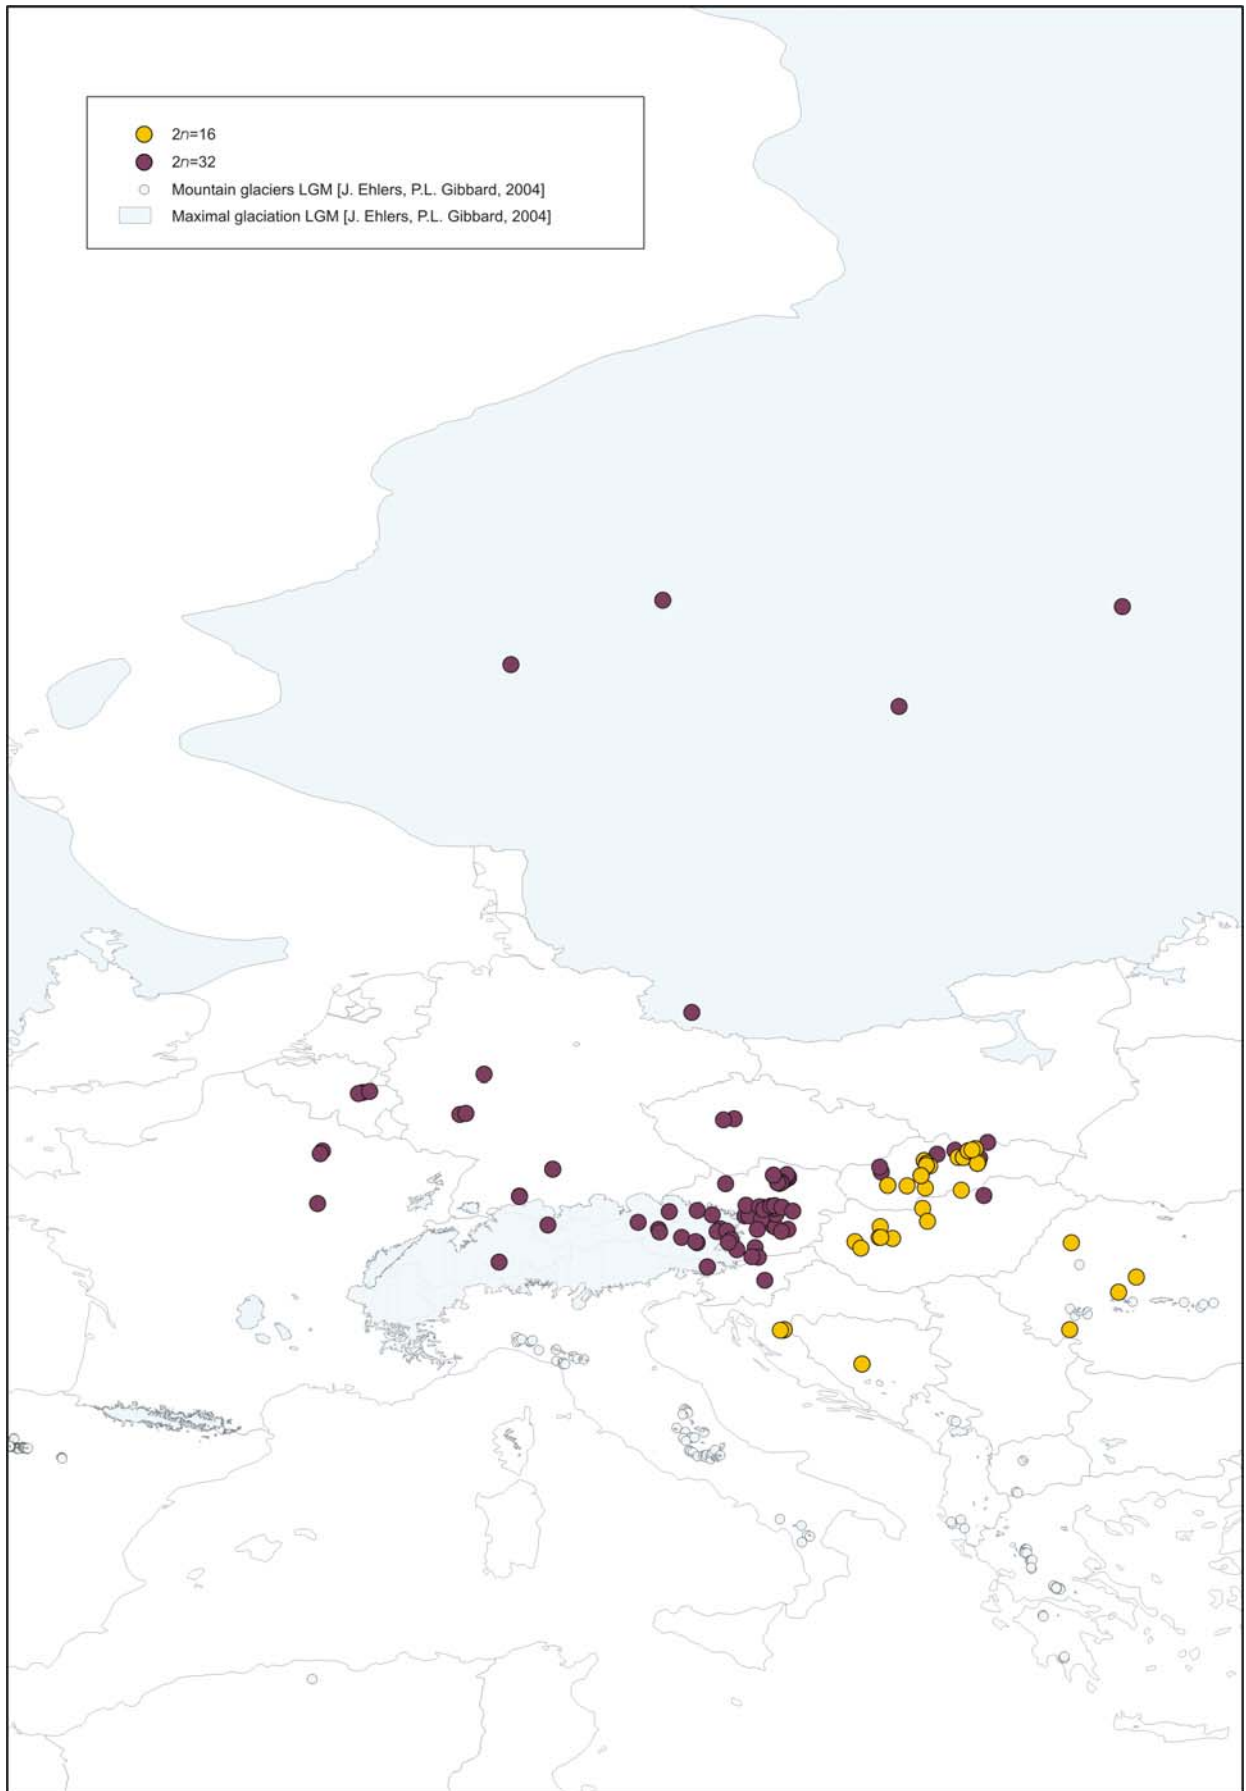 2n=16
2n=32
Mountain glaciers LGM [J. Ehlers, P.L. Gibbard, 2004]
Maximal glaciation LGM [J. Ehlers, P.L. Gibbard, 2004]